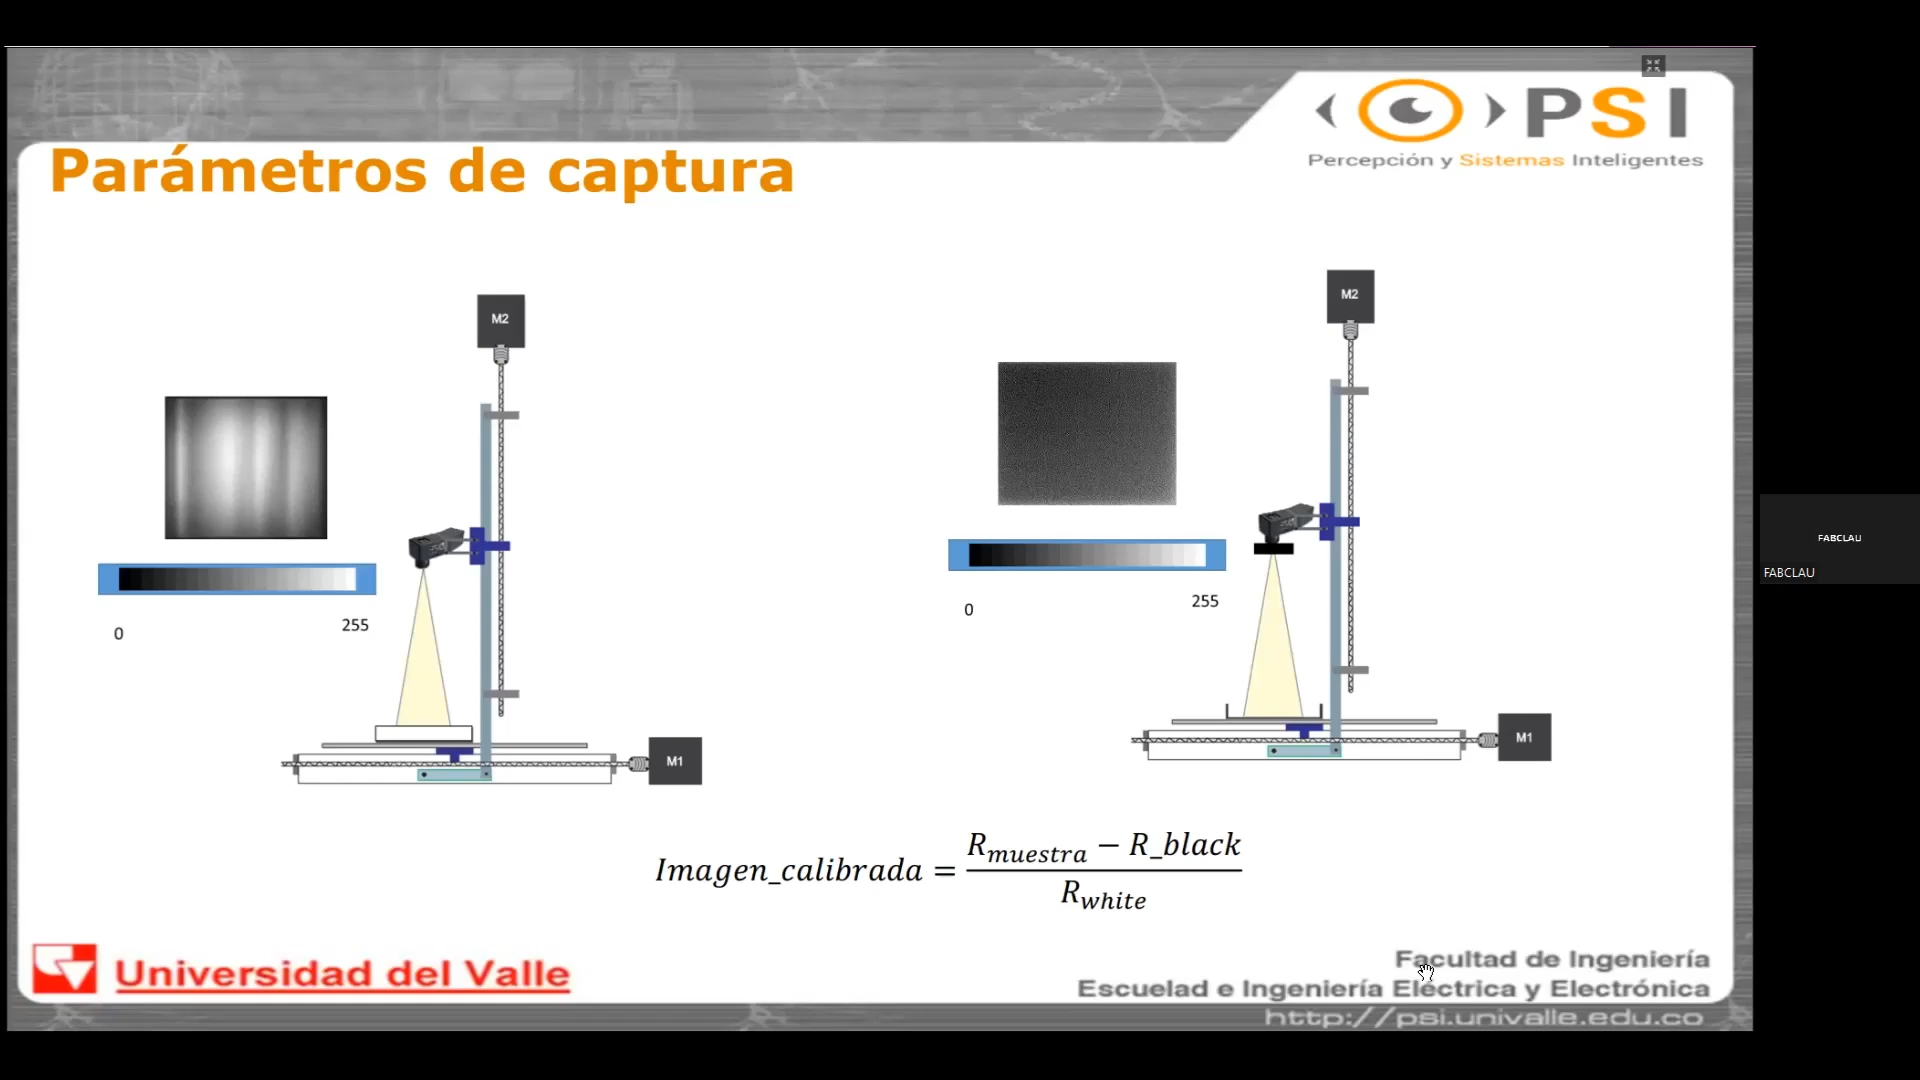 PSI
Percepción y Sistemas Inteligentes
Parámetros de captura
M2
M2
0
255
0
255
M1
M1
Imagen_calibrada = (R_muestra − R_black) / R_white
Universidad del Valle
Facultad de Ingeniería
Escuelad e Ingeniería Eléctrica y Electrónica
http://psi.univalle.edu.co
FABCLAU
FABCLAU